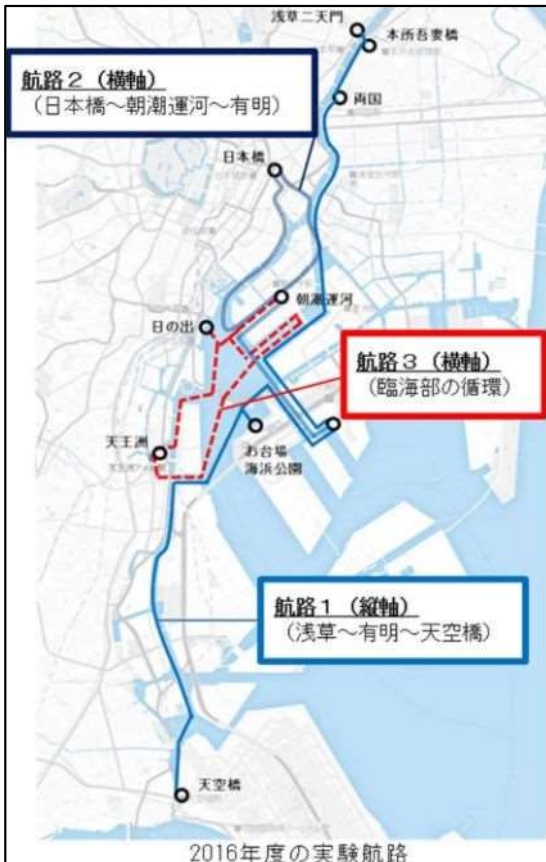 浅草二天門
本所吾妻橋
航路２（横軸）
（日本橋～朝潮運河～有明）
両国
日本橋
朝潮運河
日の出
航路３（横軸）
（臨海部の循環）
天王洲
お台場
海浜公園
航路１（縦軸）
（浅草～有明～天空橋）
天空橋
2016年度の実験航路